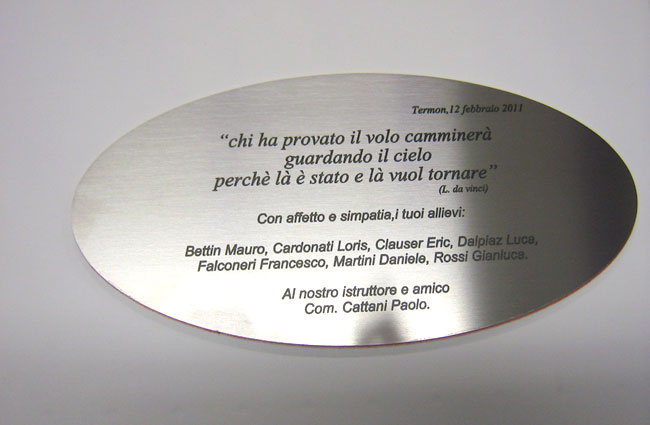 Termon,12 febbraio 2011
“chi ha provato il volo camminerà
guardando il cielo
perchè là è stato e là vuol tornare”
(L. da vinci)
Con affetto e simpatia,i tuoi allievi:
Bettin Mauro, Cardonati Loris, Clauser Eric, Dalpiaz Luca,
Falconeri Francesco, Martini Daniele, Rossi Gianluca.
Al nostro istruttore e amico
Com. Cattani Paolo.